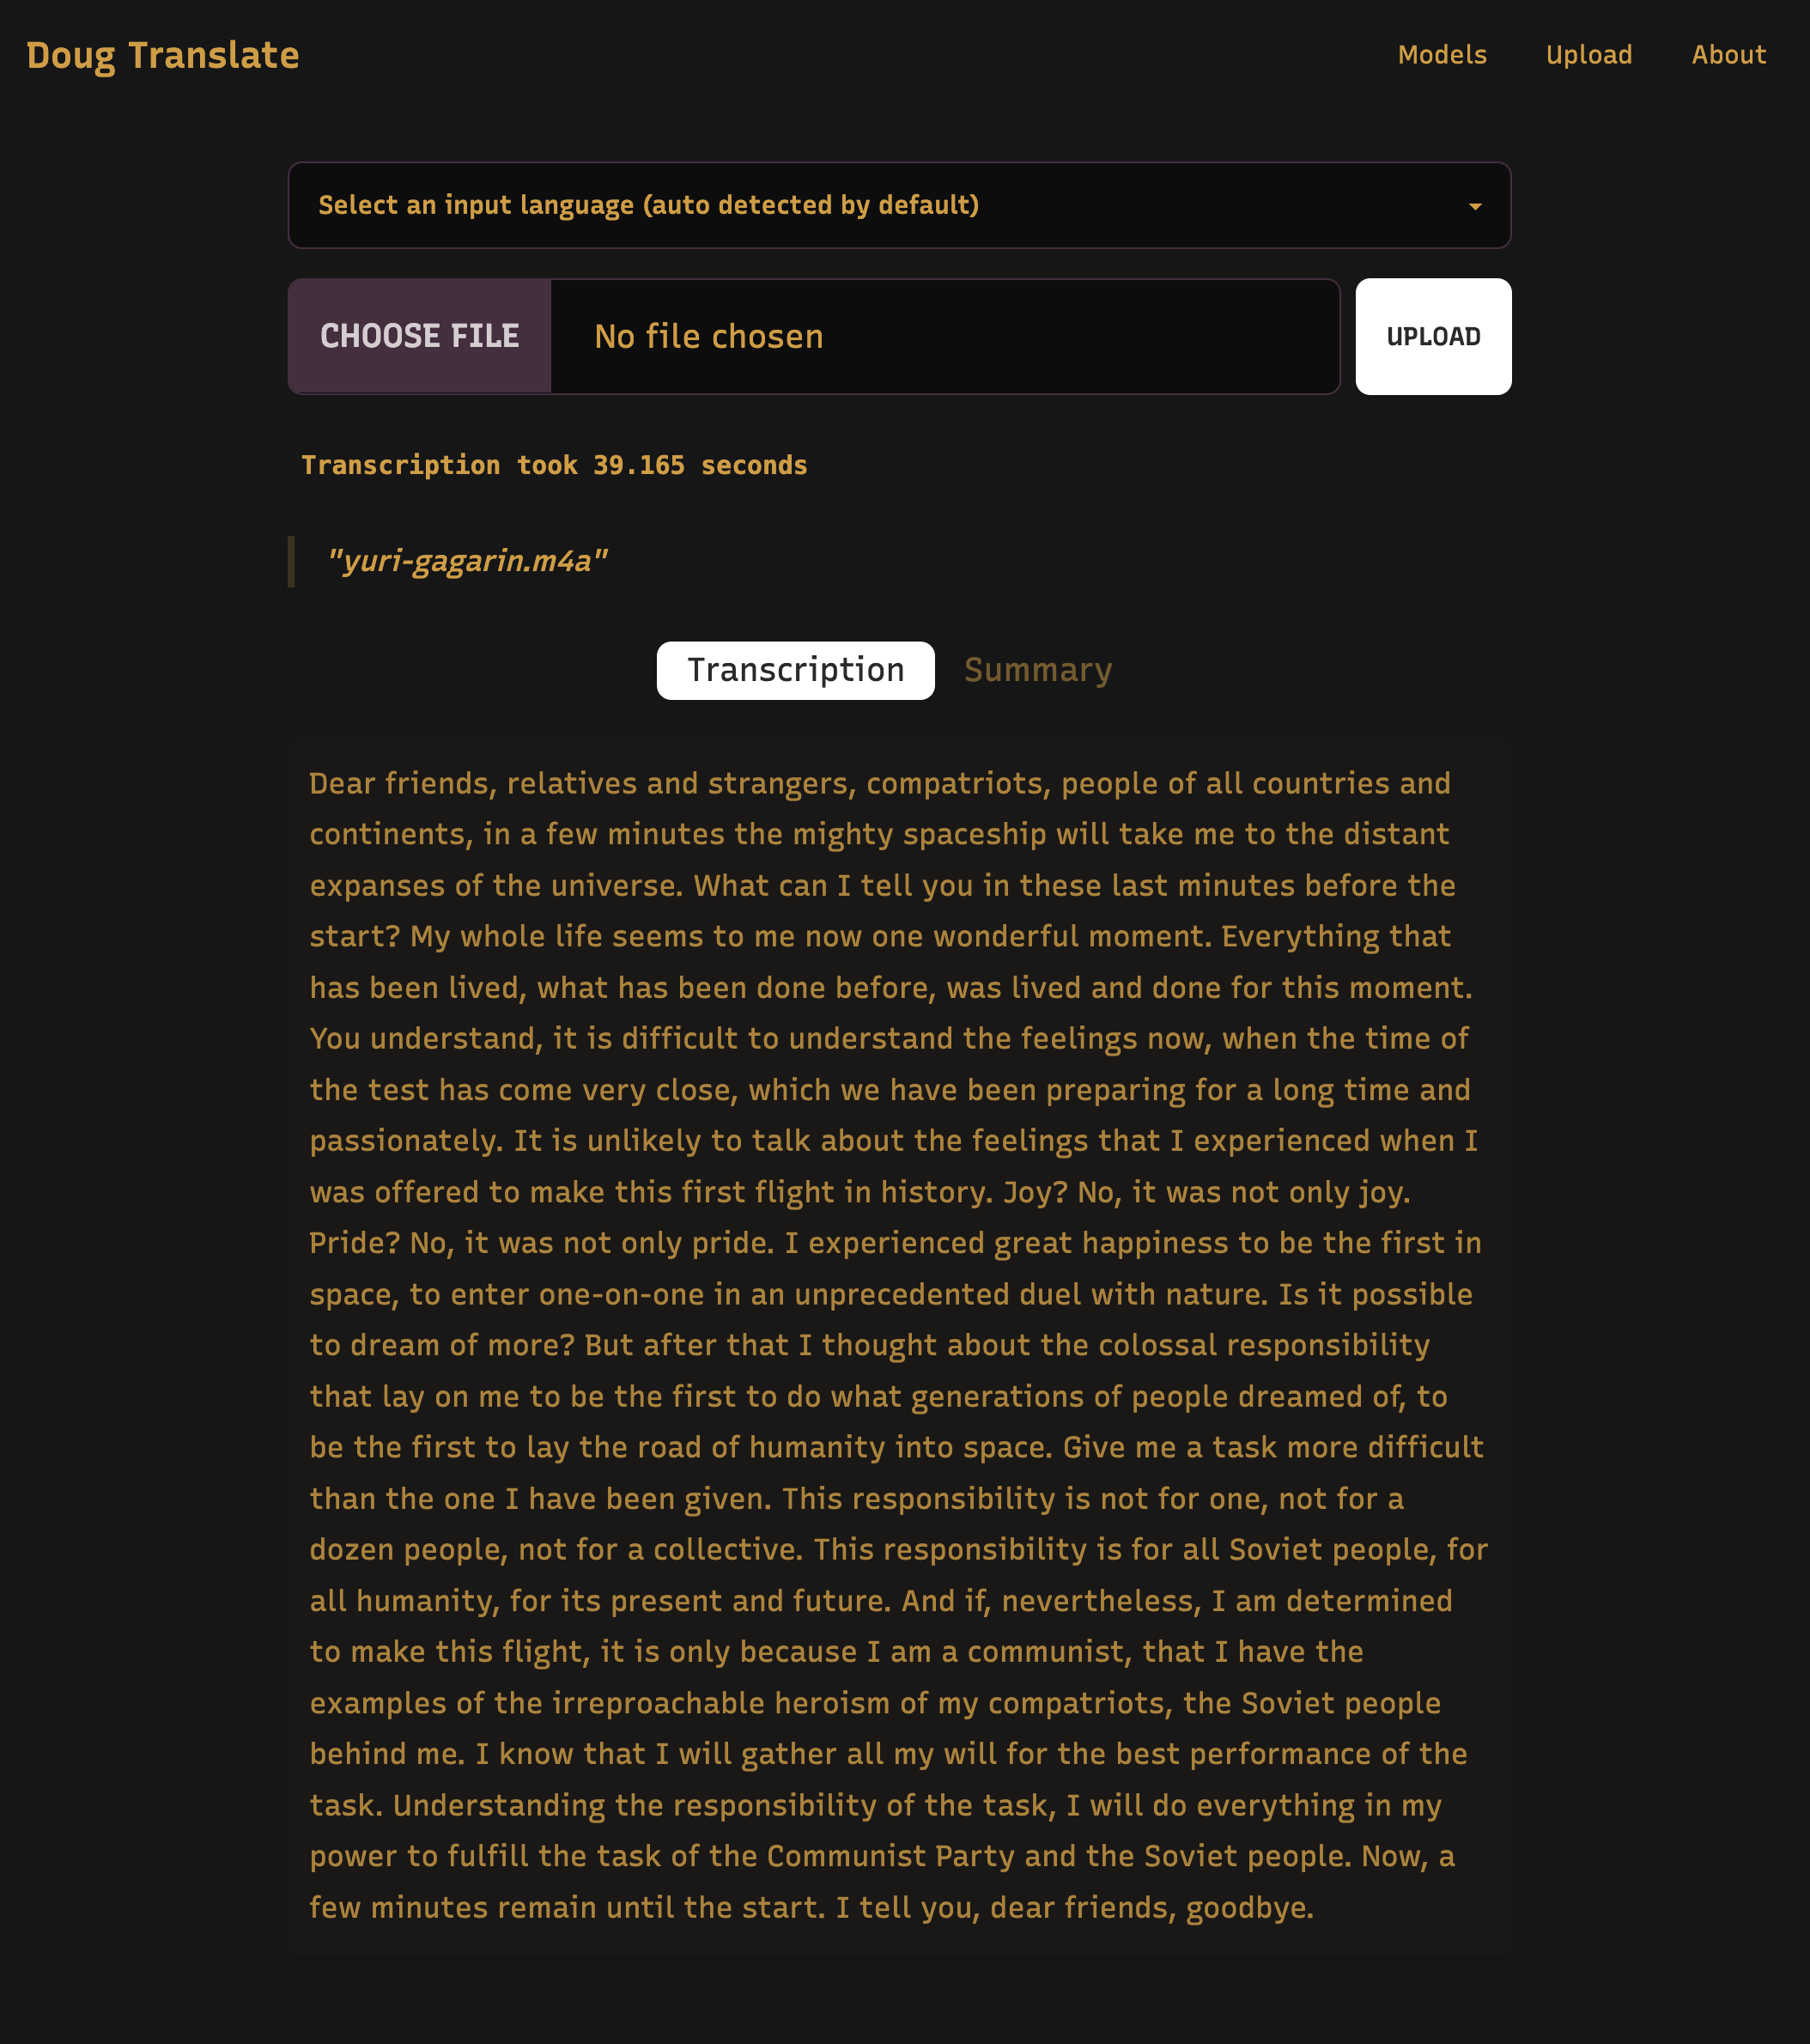 Doug Translate
Models Upload About
Select an input language (auto detected by default)
CHOOSE FILE No file chosen UPLOAD
Transcription took 39.165 seconds
"yuri-gagarin.m4a"
Transcription Summary
Dear friends, relatives and strangers, compatriots, people of all countries and
continents, in a few minutes the mighty spaceship will take me to the distant
expanses of the universe. What can I tell you in these last minutes before the
start? My whole life seems to me now one wonderful moment. Everything that
has been lived, what has been done before, was lived and done for this moment.
You understand, it is difficult to understand the feelings now, when the time of
the test has come very close, which we have been preparing for a long time and
passionately. It is unlikely to talk about the feelings that I experienced when I
was offered to make this first flight in history. Joy? No, it was not only joy.
Pride? No, it was not only pride. I experienced great happiness to be the first in
space, to enter one-on-one in an unprecedented duel with nature. Is it possible
to dream of more? But after that I thought about the colossal responsibility
that lay on me to be the first to do what generations of people dreamed of, to
be the first to lay the road of humanity into space. Give me a task more difficult
than the one I have been given. This responsibility is not for one, not for a
dozen people, not for a collective. This responsibility is for all Soviet people, for
all humanity, for its present and future. And if, nevertheless, I am determined
to make this flight, it is only because I am a communist, that I have the
examples of the irreproachable heroism of my compatriots, the Soviet people
behind me. I know that I will gather all my will for the best performance of the
task. Understanding the responsibility of the task, I will do everything in my
power to fulfill the task of the Communist Party and the Soviet people. Now, a
few minutes remain until the start. I tell you, dear friends, goodbye.